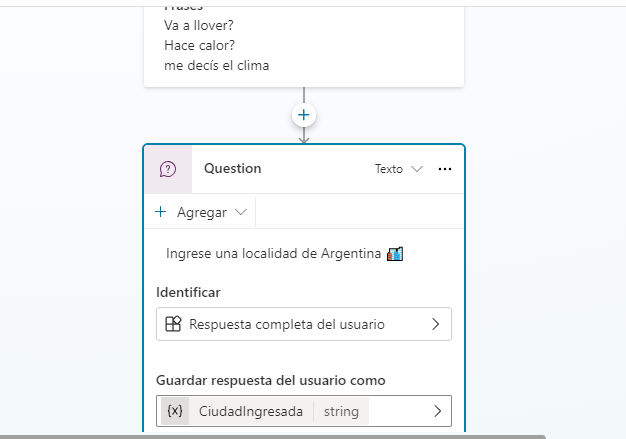 Frases
Va a llover?
Hace calor?
me decís el clima
Question
Texto
Agregar
Ingrese una localidad de Argentina
Identificar
Respuesta completa del usuario
Guardar respuesta del usuario como
{x} CiudadIngresada string